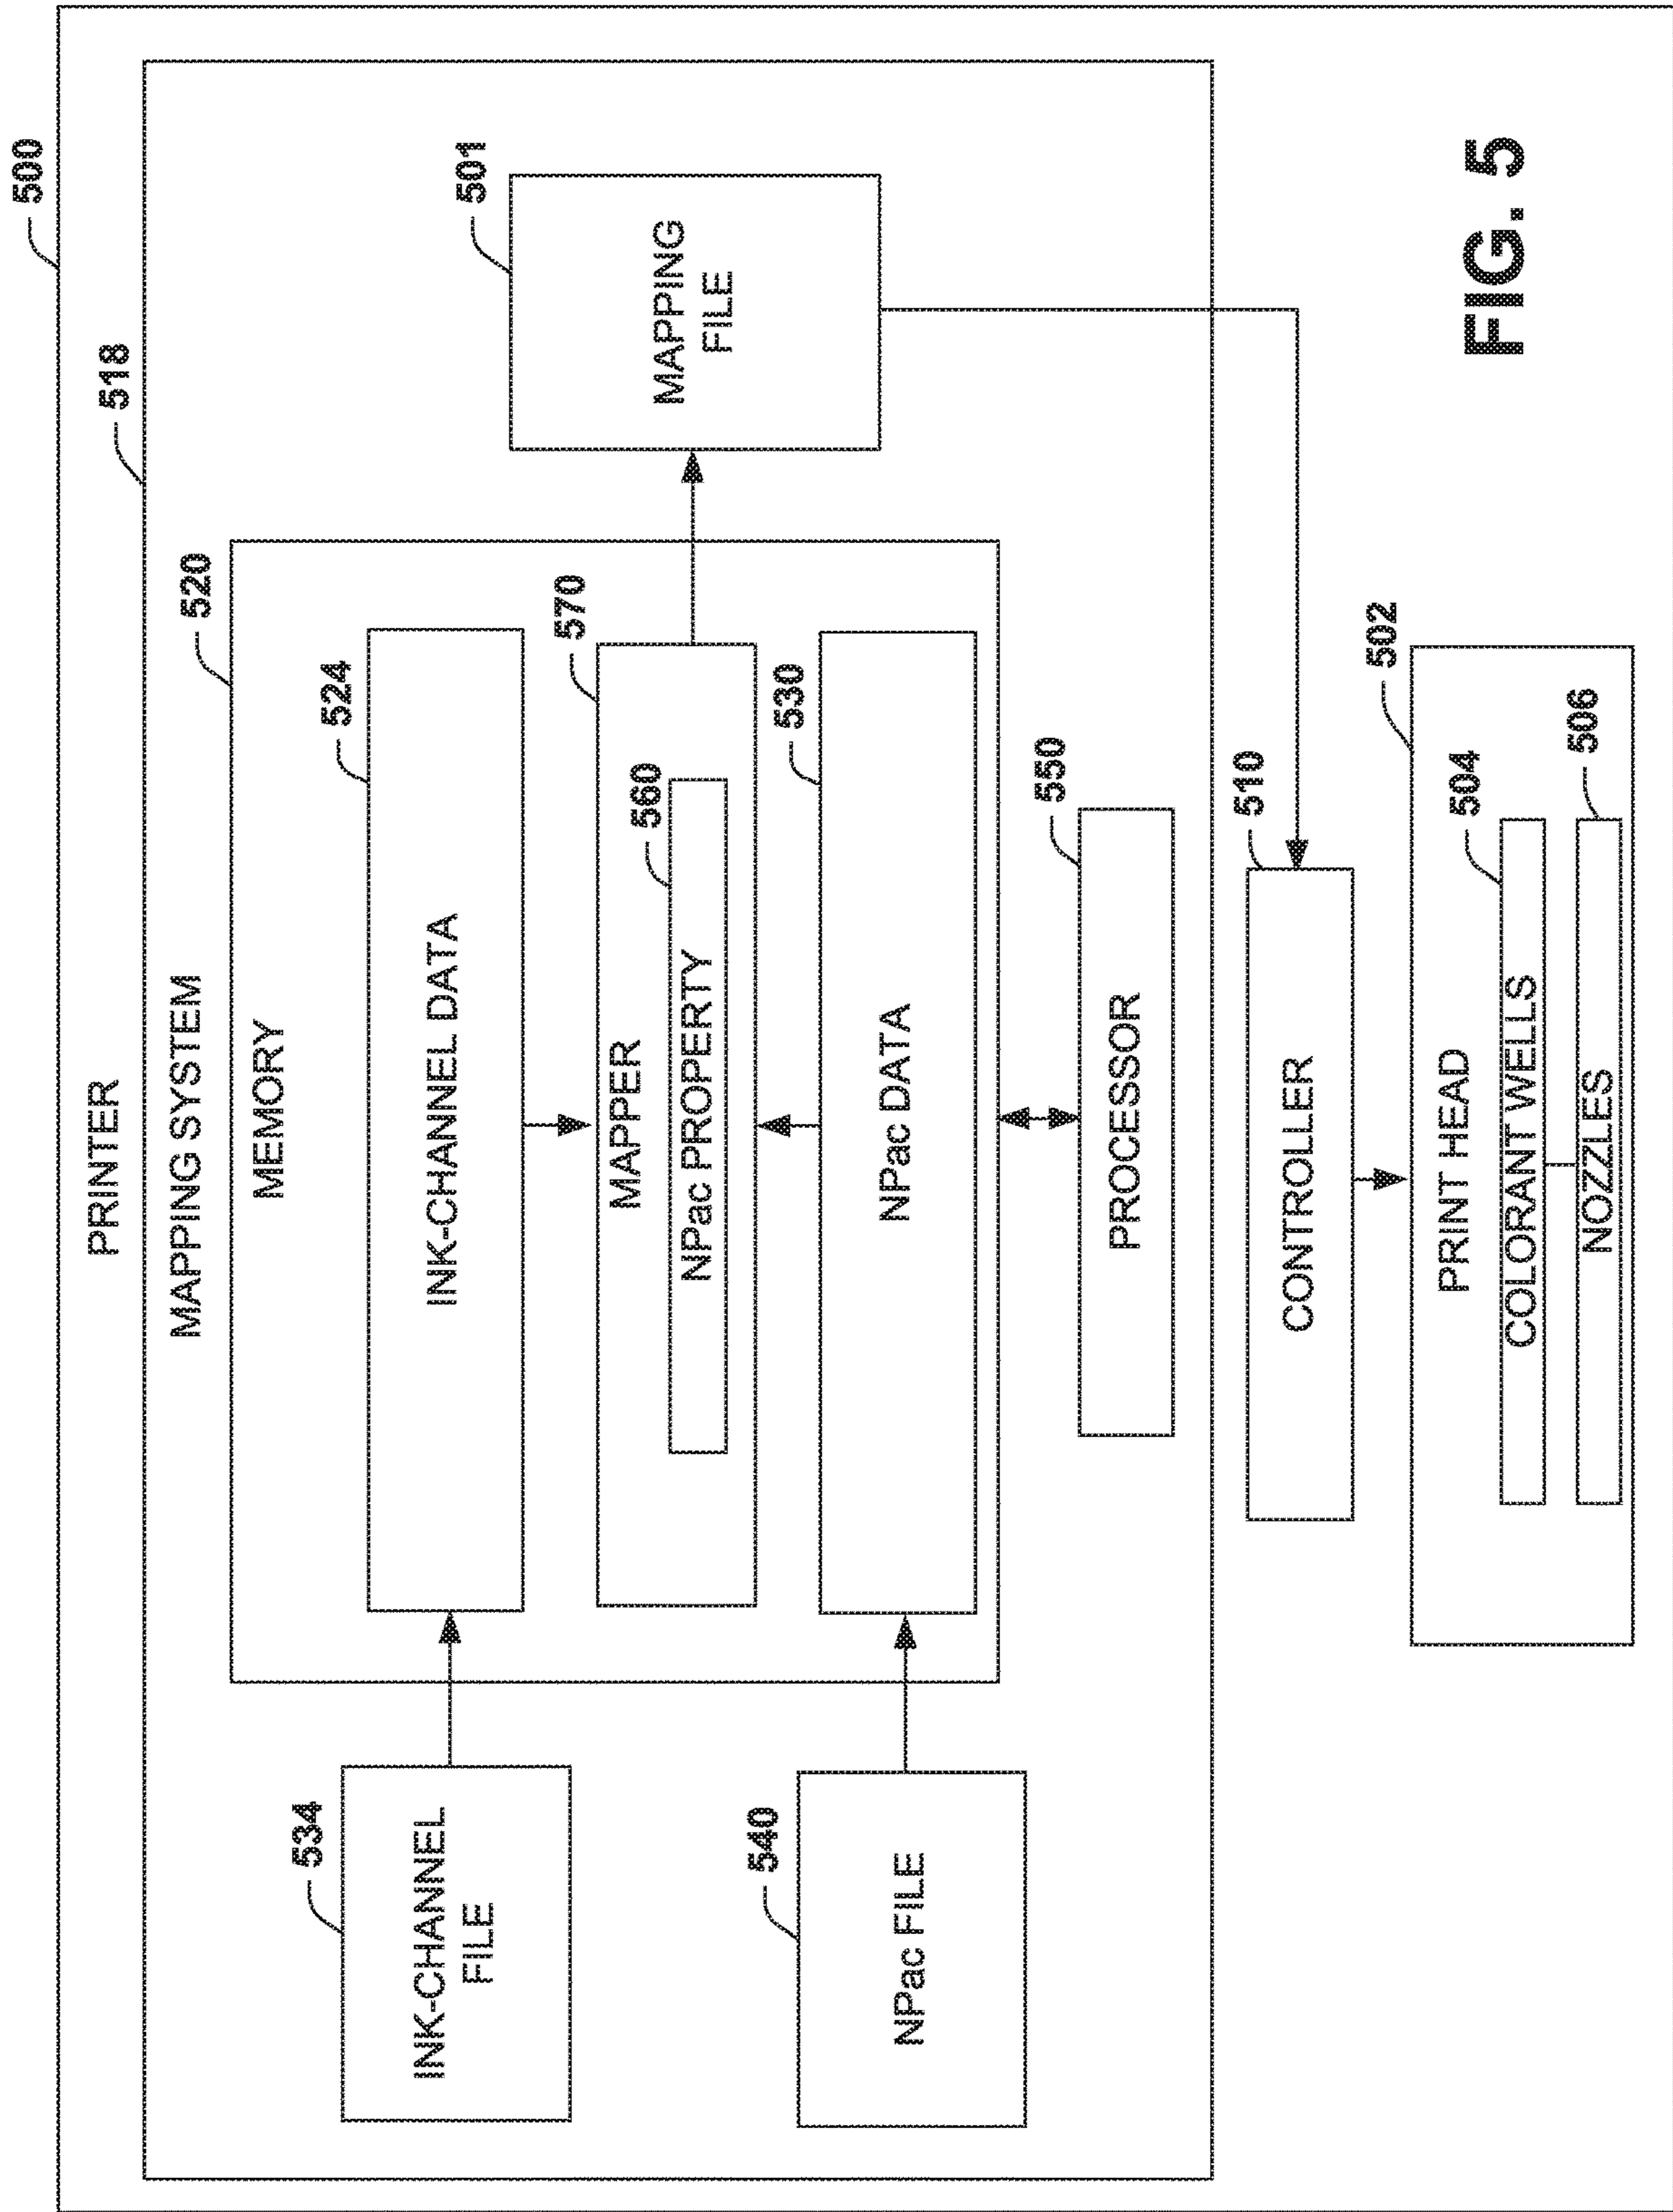 500
PRINTER
518
MAPPING SYSTEM
520
MEMORY
534
INK-CHANNEL
FILE
524
INK-CHANNEL DATA
501
MAPPING
FILE
570
MAPPER
560
NPac PROPERTY
540
NPac FILE
530
NPac DATA
550
PROCESSOR
510
CONTROLLER
502
PRINT HEAD
504
COLORANT WELLS
506
NOZZLES
FIG. 5